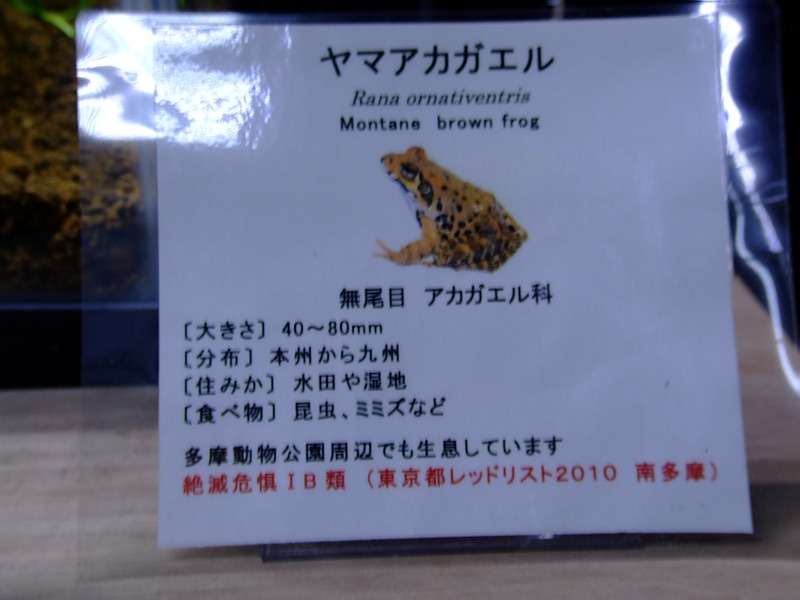 ヤマアカガエル
Rana ornativentris
Montane brown frog
無尾目 アカガエル科
〔大きさ〕 40～80mm
〔分布〕 本州から九州
〔住みか〕 水田や湿地
〔食べ物〕 昆虫、ミミズなど
多摩動物公園周辺でも生息しています
絶滅危惧ⅠB類 （東京都レッドリスト2010 南多摩）